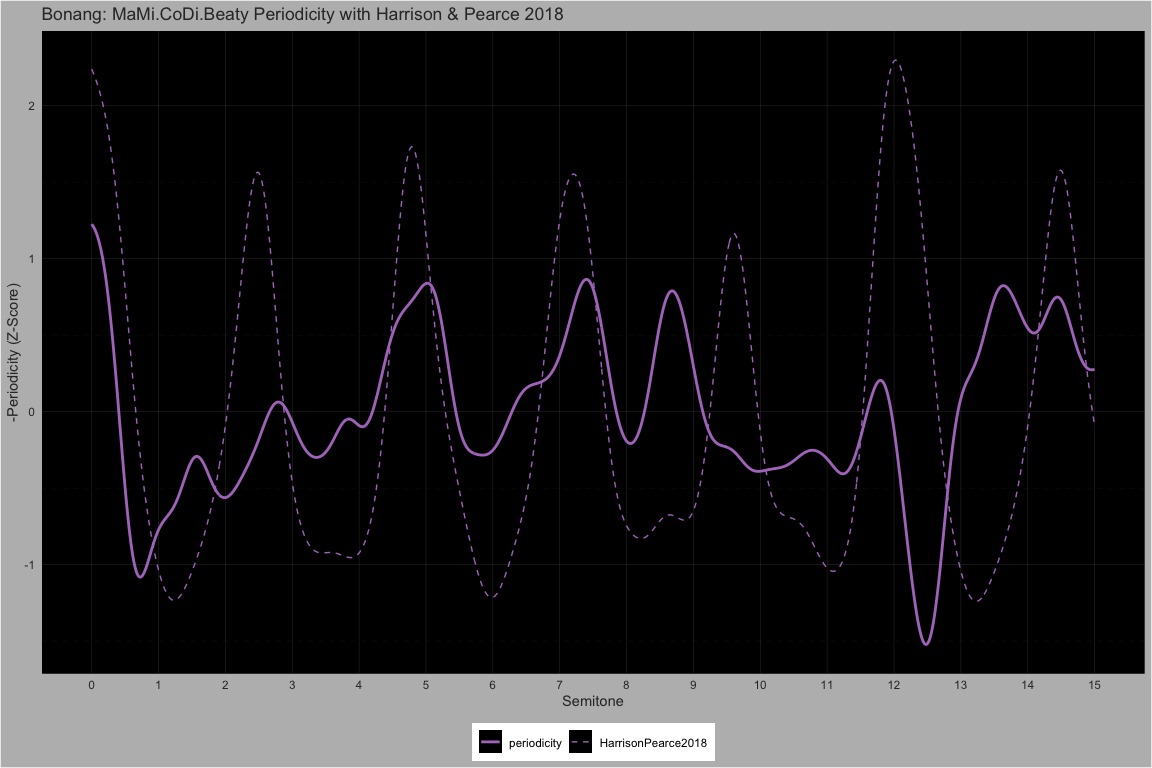 Bonang: MaMi.CoDi.Beaty Periodicity with Harrison & Pearce 2018
-Periodicity (Z-Score)
2
1
0
-1
0 1 2 3 4 5 6 7 8 9 10 11 12 13 14 15
Semitone
periodicity HarrisonPearce2018